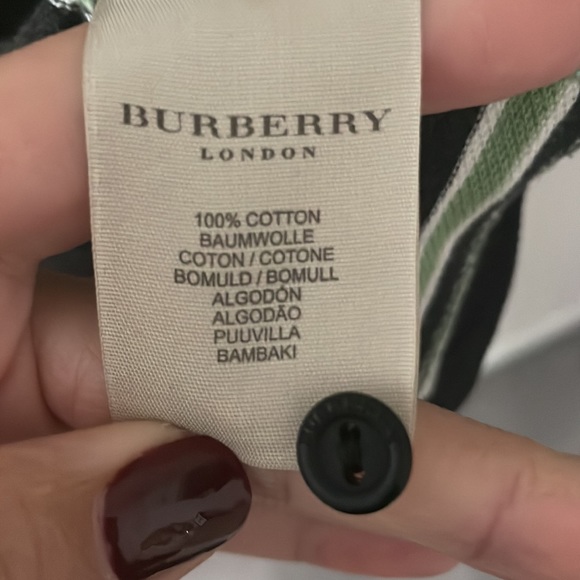 BURBERRY
LONDON
100% COTTON
BAUMWOLLE
COTON / COTONE
BOMULD / BOMULL
ALGODÓN
ALGODÃO
PUUVILLA
BAMBAKI